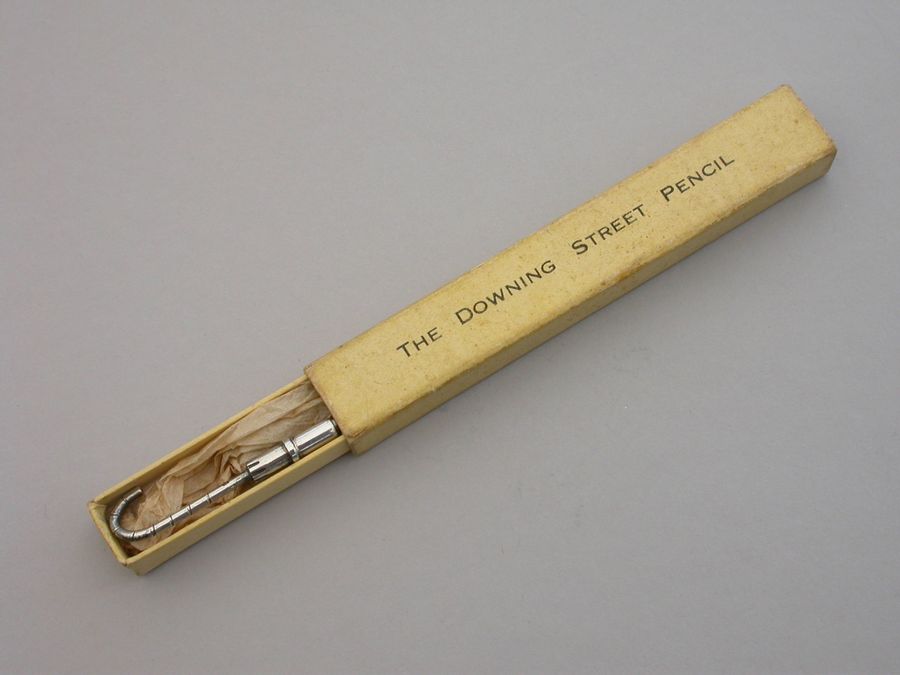 THE DOWNING STREET PENCIL